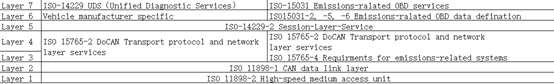 Layer 7 ISO-14229 UDS (Unified Diagnostic Services) ISO-15031 Emissions-ralated OBD services
Layer 6 Vehicle manufacturer specific ISO15031-2, -5, -6 Emissions-ralated OBD data defination
Layer 5 ISO-14229-2 Session-Layer-Service
Layer 4 ISO 15765-2 DoCAN Transport protocol and network layer services ISO 15765-2 DoCAN Transport protocol and network layer services
Layer 3 ISO 15765-4 Requirments for emissions-related systems
Layer 2 ISO 11898-1 CAN data link layer
Layer 1 ISO 11898-2 High-speed medium access unit